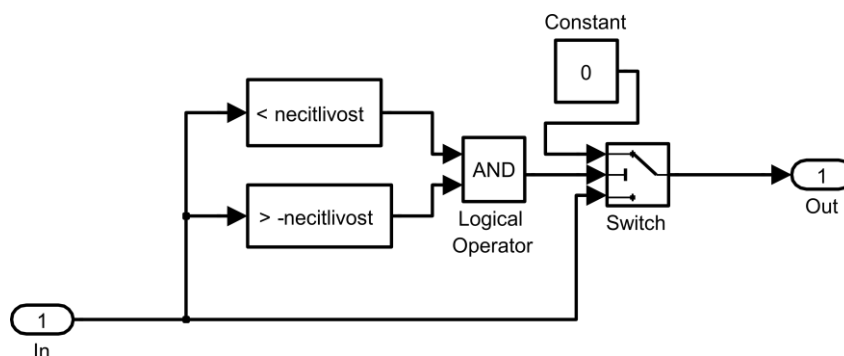 Constant
0
< necitlivost
> -necitlivost
AND
Logical
Operator
Switch
1
Out
1
In